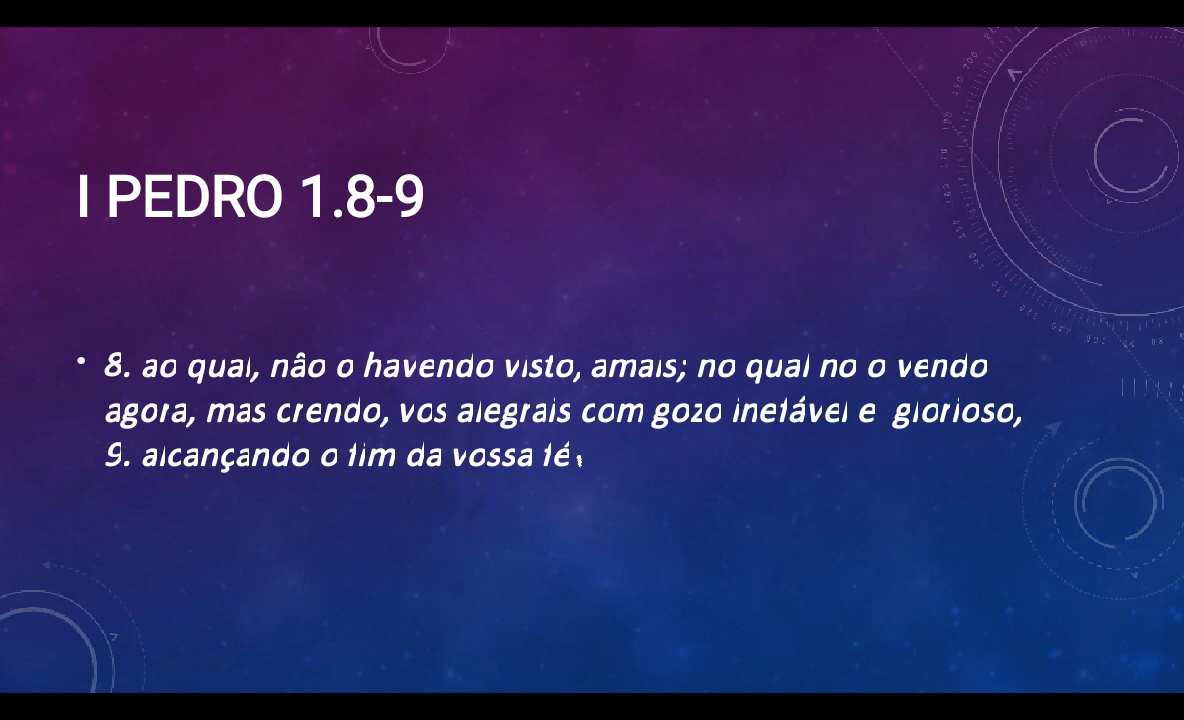 I PEDRO 1.8-9
• 8. ao qual, não o havendo visto, amais; no qual no o vendo
agora, mas crendo, vos alegrais com gozo inefável e glorioso,
9. alcançando o fim da vossa fé,